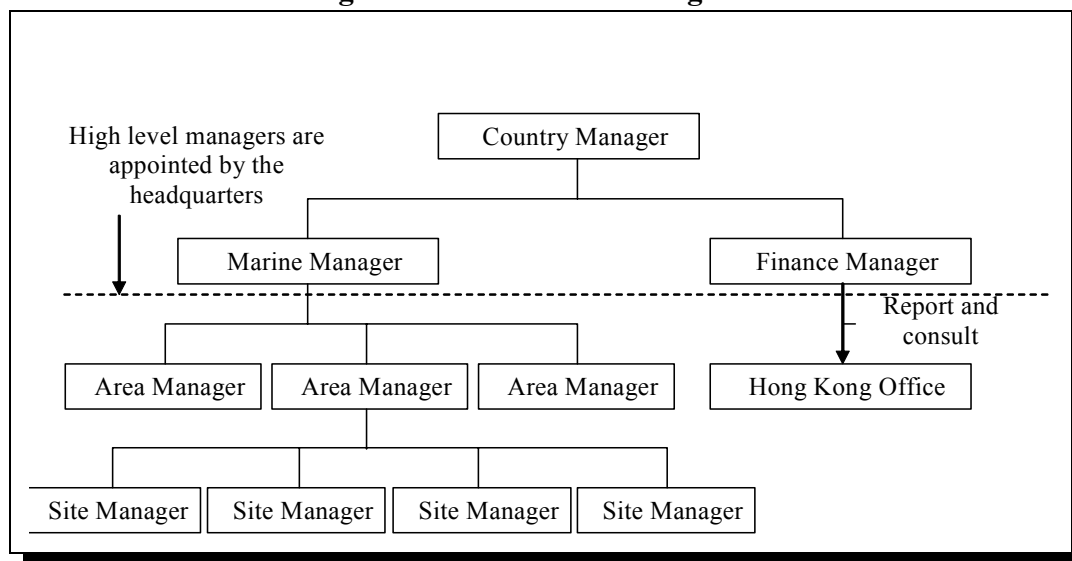 High level managers are
appointed by the
headquarters
Country Manager
Marine Manager
Finance Manager
Report and
consult
Area Manager
Area Manager
Area Manager
Hong Kong Office
Site Manager
Site Manager
Site Manager
Site Manager